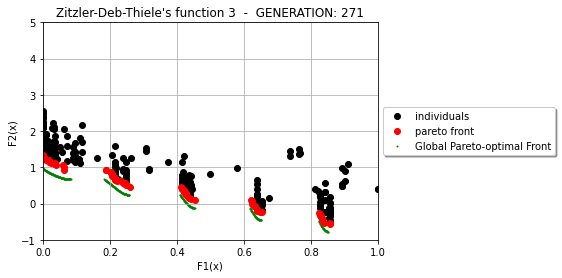 Zitzler-Deb-Thiele's function 3 - GENERATION: 271
5
4
3
2
1
0
-1
F2(x)
0.0 0.2 0.4 0.6 0.8 1.0
F1(x)
individuals
pareto front
Global Pareto-optimal Front